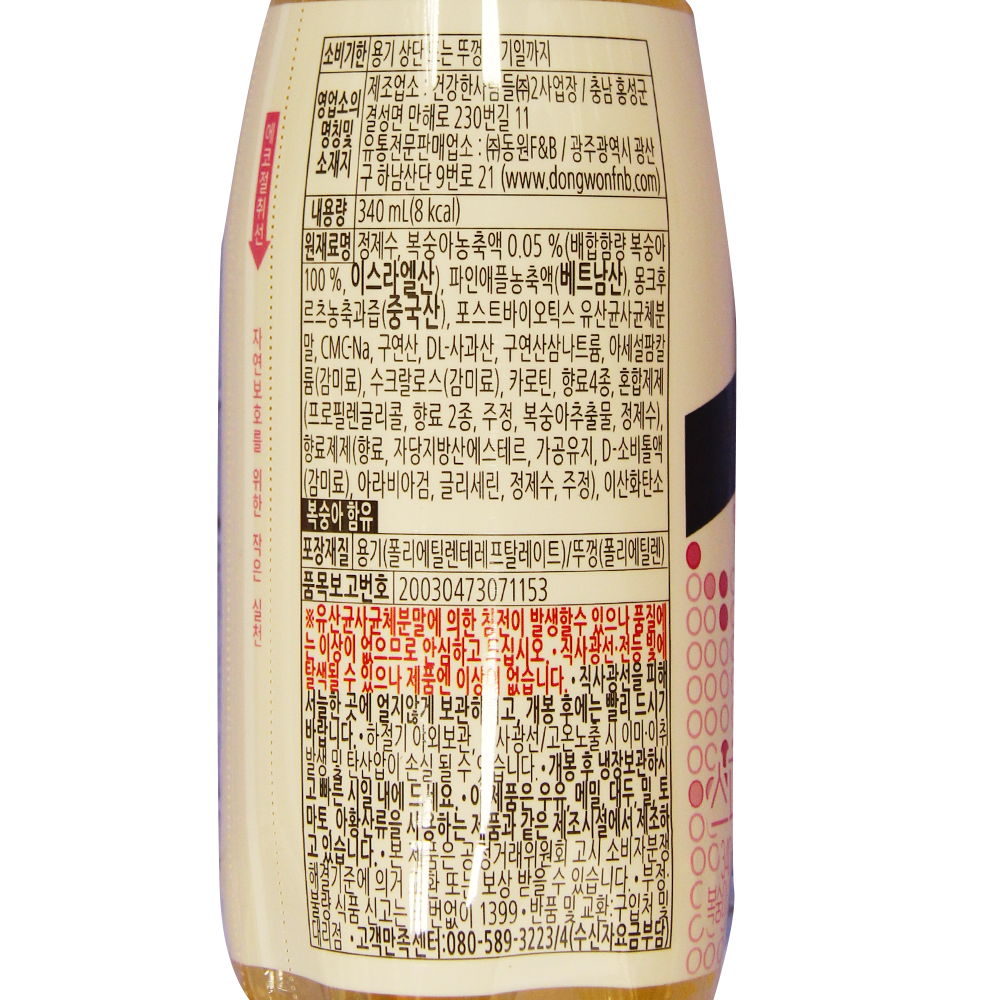 에코절취선
자연보호를 위한 작은 실천
소비기한 용기 상단 또는 뚜껑 기일까지
영업소의 명칭및 소재지
제조업소 : 건강한사람들㈜2사업장 / 충남 홍성군
결성면 만해로 230번길 11
유통전문판매업소 : ㈜동원F&B / 광주광역시 광산
구 하남산단 9번로 21 (www.dongwonfnb.com)
내용량 340 mL(8 kcal)
원재료명 정제수, 복숭아농축액 0.05 %(배합함량 복숭아
100 %, 이스라엘산), 파인애플농축액(베트남산), 몽크후
르츠농축과즙(중국산), 포스트바이오틱스 유산균사균체분
말, CMC-Na, 구연산, DL-사과산, 구연산삼나트륨, 아세설팜칼
륨(감미료), 수크랄로스(감미료), 카로틴, 향료4종, 혼합제제
(프로필렌글리콜, 향료 2종, 주정, 복숭아추출물, 정제수),
향료제제(향료, 자당지방산에스테르, 가공유지, D-소비톨액
(감미료), 아라비아검, 글리세린, 정제수, 주정), 이산화탄소
복숭아 함유
포장재질 용기(폴리에틸렌테레프탈레이트)/뚜껑(폴리에틸렌)
품목보고번호 20030473071153
※유산균사균체분말에 의한 침전이 발생할수 있으나 품질에
는 이상이 없으므로 안심하고 드십시오 • 직사광선·전등 빛에
탈색될 수 있으나 제품엔 이상이 없습니다. • 직사광선을 피해
서늘한 곳에 얼지않게 보관하 고, 개봉 후에는 빨리 드시기
바랍니다. • 하절기 야외보관, 사광선/고온노출 시 이미·이취
발생 및 탄산압이 손실 될 수 습니다 • 개봉 후 냉장보관하시
고 빠른 시일 내에 드세요. • 이 제품은 우유, 메밀, 대두, 밀, 토
마토, 아황산류를 사용하는 제품과 같은 제조시설에서 제조하
고 있습니다. • 본 제품은 공정거래위원회 고시 소비자분쟁
해결기준에 의거 환 또는 보상 받을 수 있습니다. • 부정·
불량 식품 신고는 번없이 1399 • 반품 및 교환:구입처 및
대리점 • 고객만족센터:080-589-3223/4(수신자요금부담)